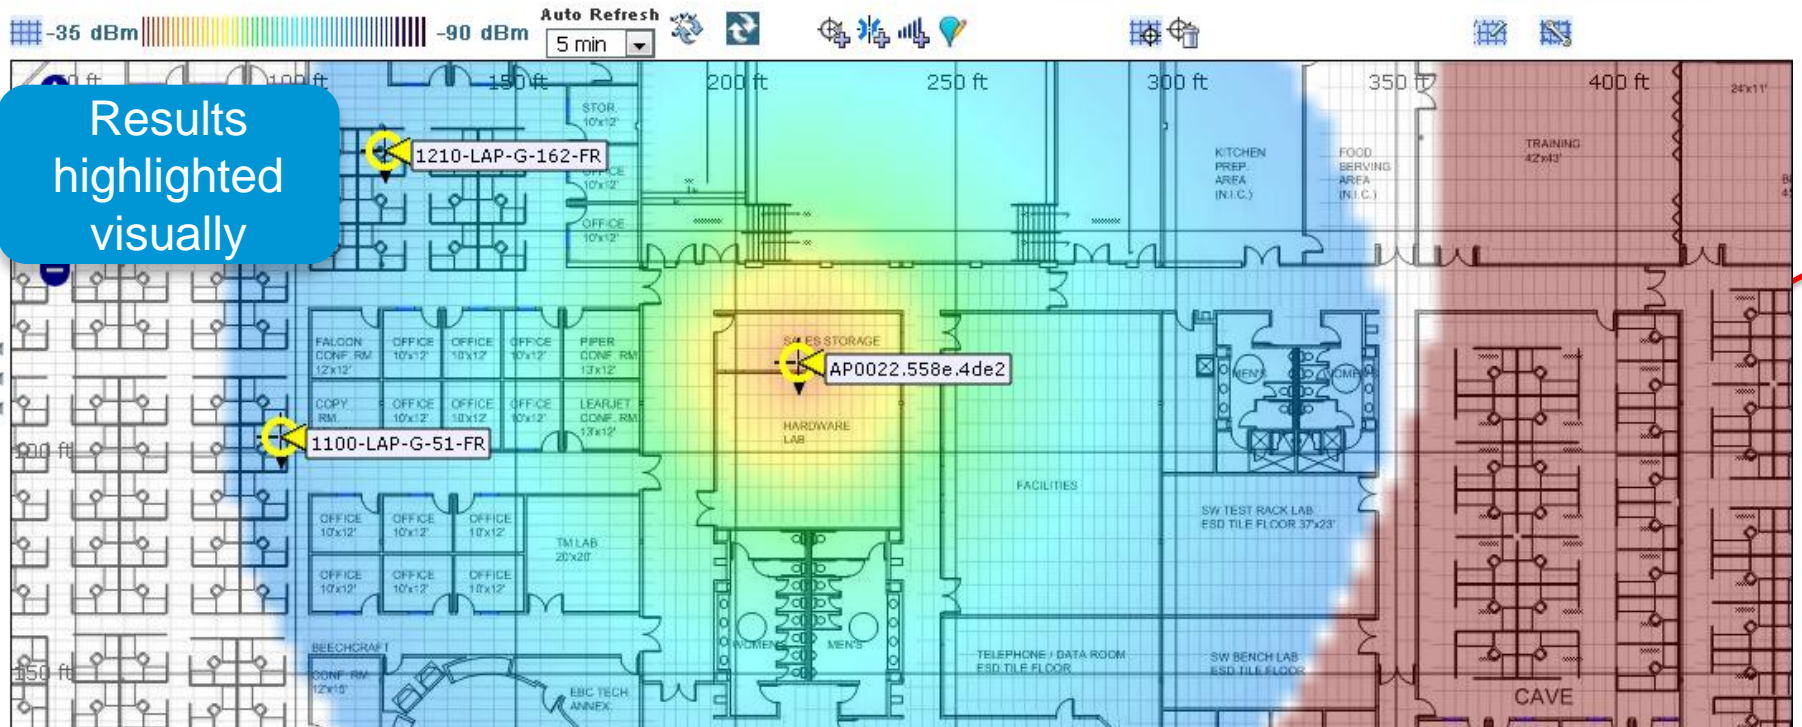 -35 dBm
-90 dBm
Auto Refresh
5 min
100 ft
150 ft
200 ft
250 ft
300 ft
350 ft
400 ft
24'x11'
Results
highlighted
visually
STOR.
10'x12'
1210-LAP-G-162-FR
OFFICE
10'x12'
OFFICE
10'x12'
KITCHEN
PREP.
AREA
(N.I.C.)
FOOD
SERVING
AREA
(N.I.C.)
TRAINING
42'x43'
FALCON
CONF. RM
12'x12'
OFFICE
10'x12'
OFFICE
10'x12'
OFFICE
10'x12'
PIPER
CONF. RM
13'x12'
SALES STORAGE
AP0022.558e.4de2
MEN'S
WOMEN'S
COPY
RM.
OFFICE
10'x12'
OFFICE
10'x12'
OFFICE
10'x12'
LEARJET
CONF. RM
13'x12'
HARDWARE
LAB
1100-LAP-G-51-FR
100 ft
FACILITIES
OFFICE
10'x12'
OFFICE
10'x12'
OFFICE
10'x12'
TM LAB
20'x20'
SW TEST RACK LAB
ESD TILE FLOOR 37'x23'
OFFICE
10'x12'
OFFICE
10'x12'
OFFICE
10'x12'
BEECHCRAFT
CONF. RM
12'x15'
WOMEN'S
MEN'S
TELEPHONE / DATA ROOM
ESD TILE FLOOR
SW BENCH LAB
ESD TILE FLOOR
150 ft
EBC TECH
ANNEX.
CAVE